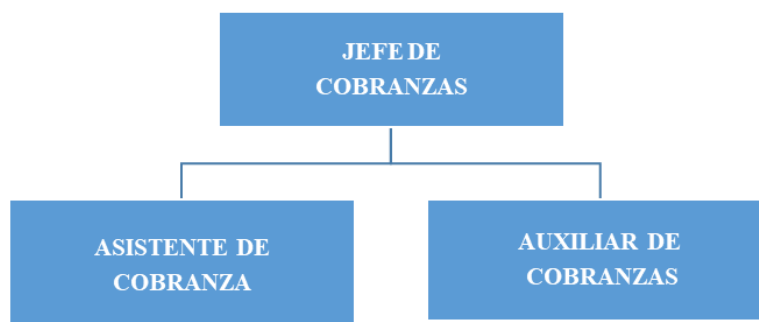 JEFE DE
COBRANZAS
ASISTENTE DE
COBRANZA
AUXILIAR DE
COBRANZAS